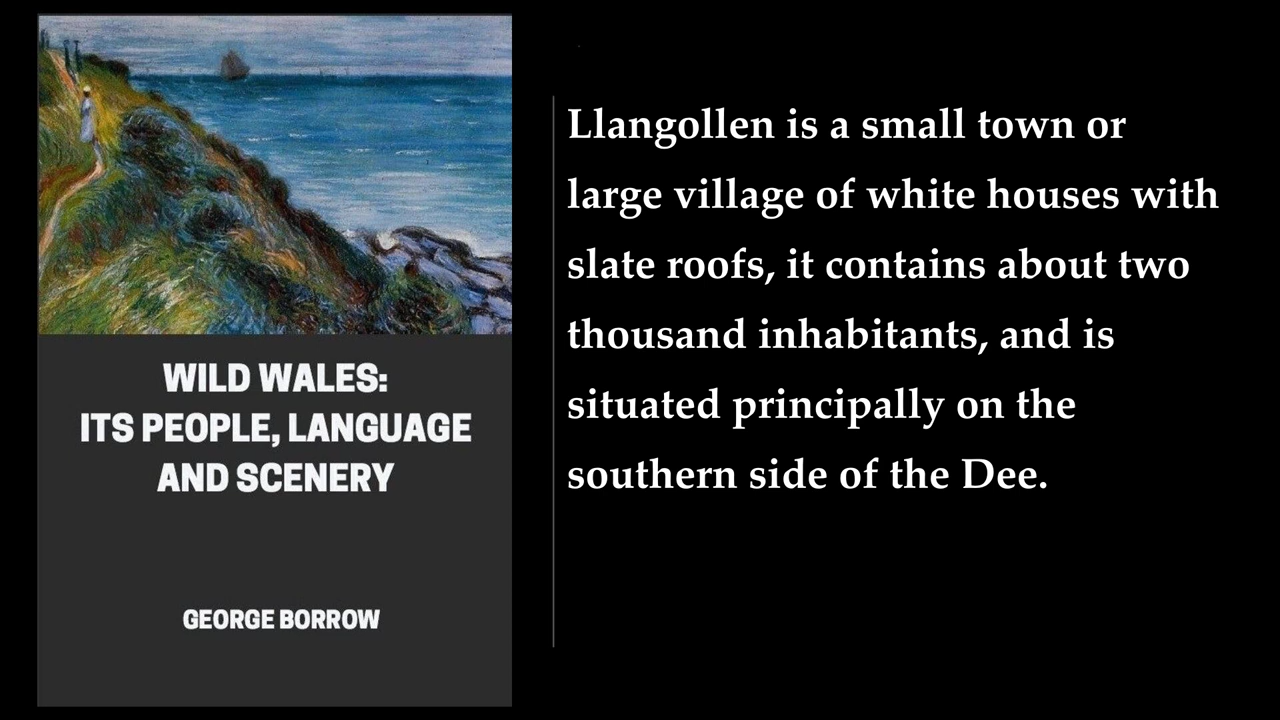 WILD WALES:
ITS PEOPLE, LANGUAGE
AND SCENERY
GEORGE BORROW
Llangollen is a small town or
large village of white houses with
slate roofs, it contains about two
thousand inhabitants, and is
situated principally on the
southern side of the Dee.